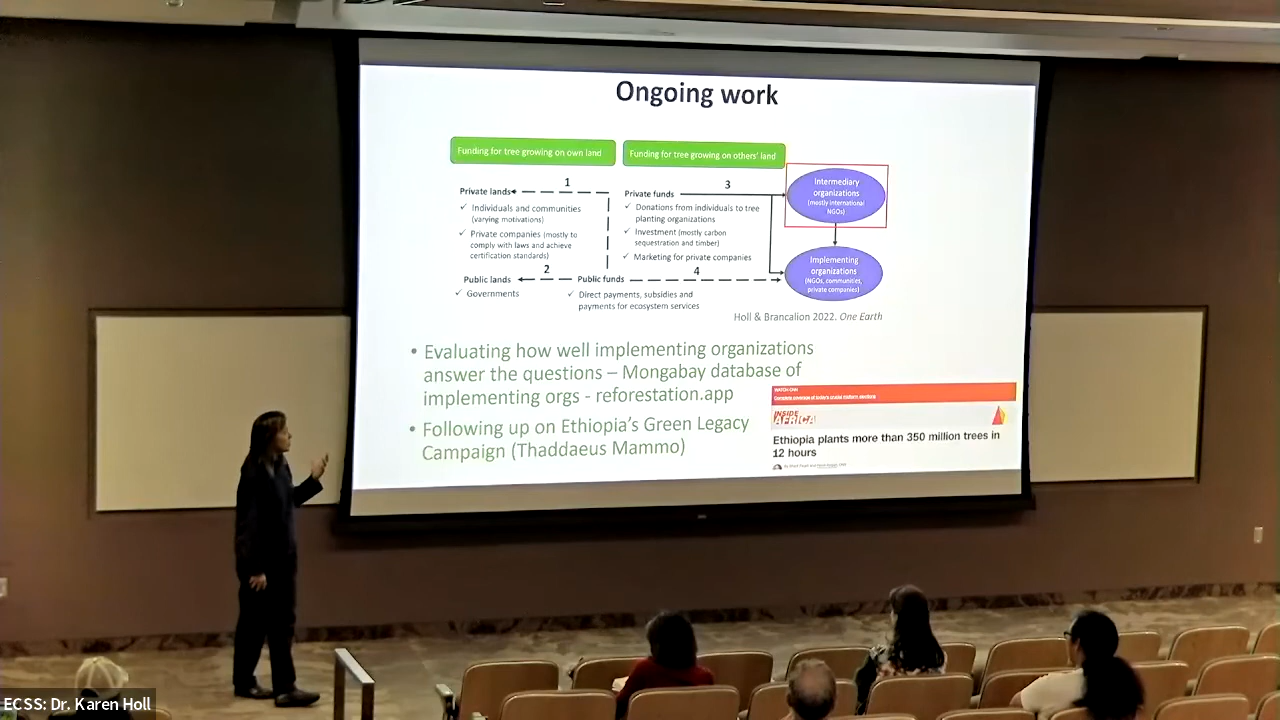 Ongoing work
Funding for tree growing on own land
Funding for tree growing on others' land
1
3
Private lands
Private funds
Intermediary
organizations
(mostly international
NGOs)
✓ Individuals and communities
(varying motivations)
✓ Private companies (mostly to
comply with laws and achieve
certification standards)
✓ Donations from individuals to tree
planting organizations
✓ Investment (mostly carbon
sequestration and timber)
✓ Marketing for private companies
Implementing
organizations
(NGOs, communities,
private companies)
2
4
Public lands
Public funds
✓ Governments
✓ Direct payments, subsidies and
payments for ecosystem services
Holl & Brancalion 2022. One Earth
• Evaluating how well implementing organizations
answer the questions – Mongabay database of
implementing orgs - reforestation.app
• Following up on Ethiopia's Green Legacy
Campaign (Thaddaeus Mammo)
INSIDE
AFRICA
Ethiopia plants more than 350 million trees in
12 hours
ECSS: Dr. Karen Holl